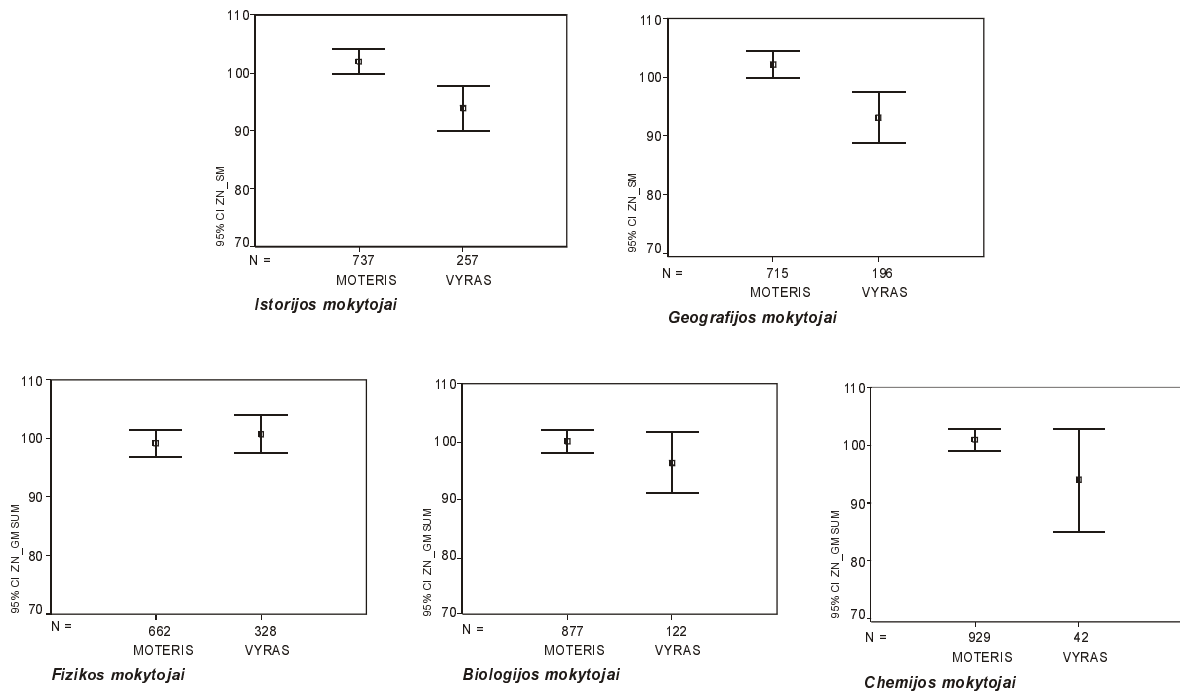 110
100
90
80
70
95% CI ZN_SM
N = 737 257
MOTERIS VYRAS
Istorijos mokytojai
110
100
90
80
70
95% CI ZN_SM
N = 715 196
MOTERIS VYRAS
Geografijos mokytojai
110
100
90
80
70
95% CI ZN_GMSUM
N = 662 328
MOTERIS VYRAS
Fizikos mokytojai
110
100
90
80
70
95% CI ZN_GMSUM
N = 877 122
MOTERIS VYRAS
Biologijos mokytojai
110
100
90
80
70
95% CI ZN_GMSUM
N = 929 42
MOTERIS VYRAS
Chemijos mokytojai